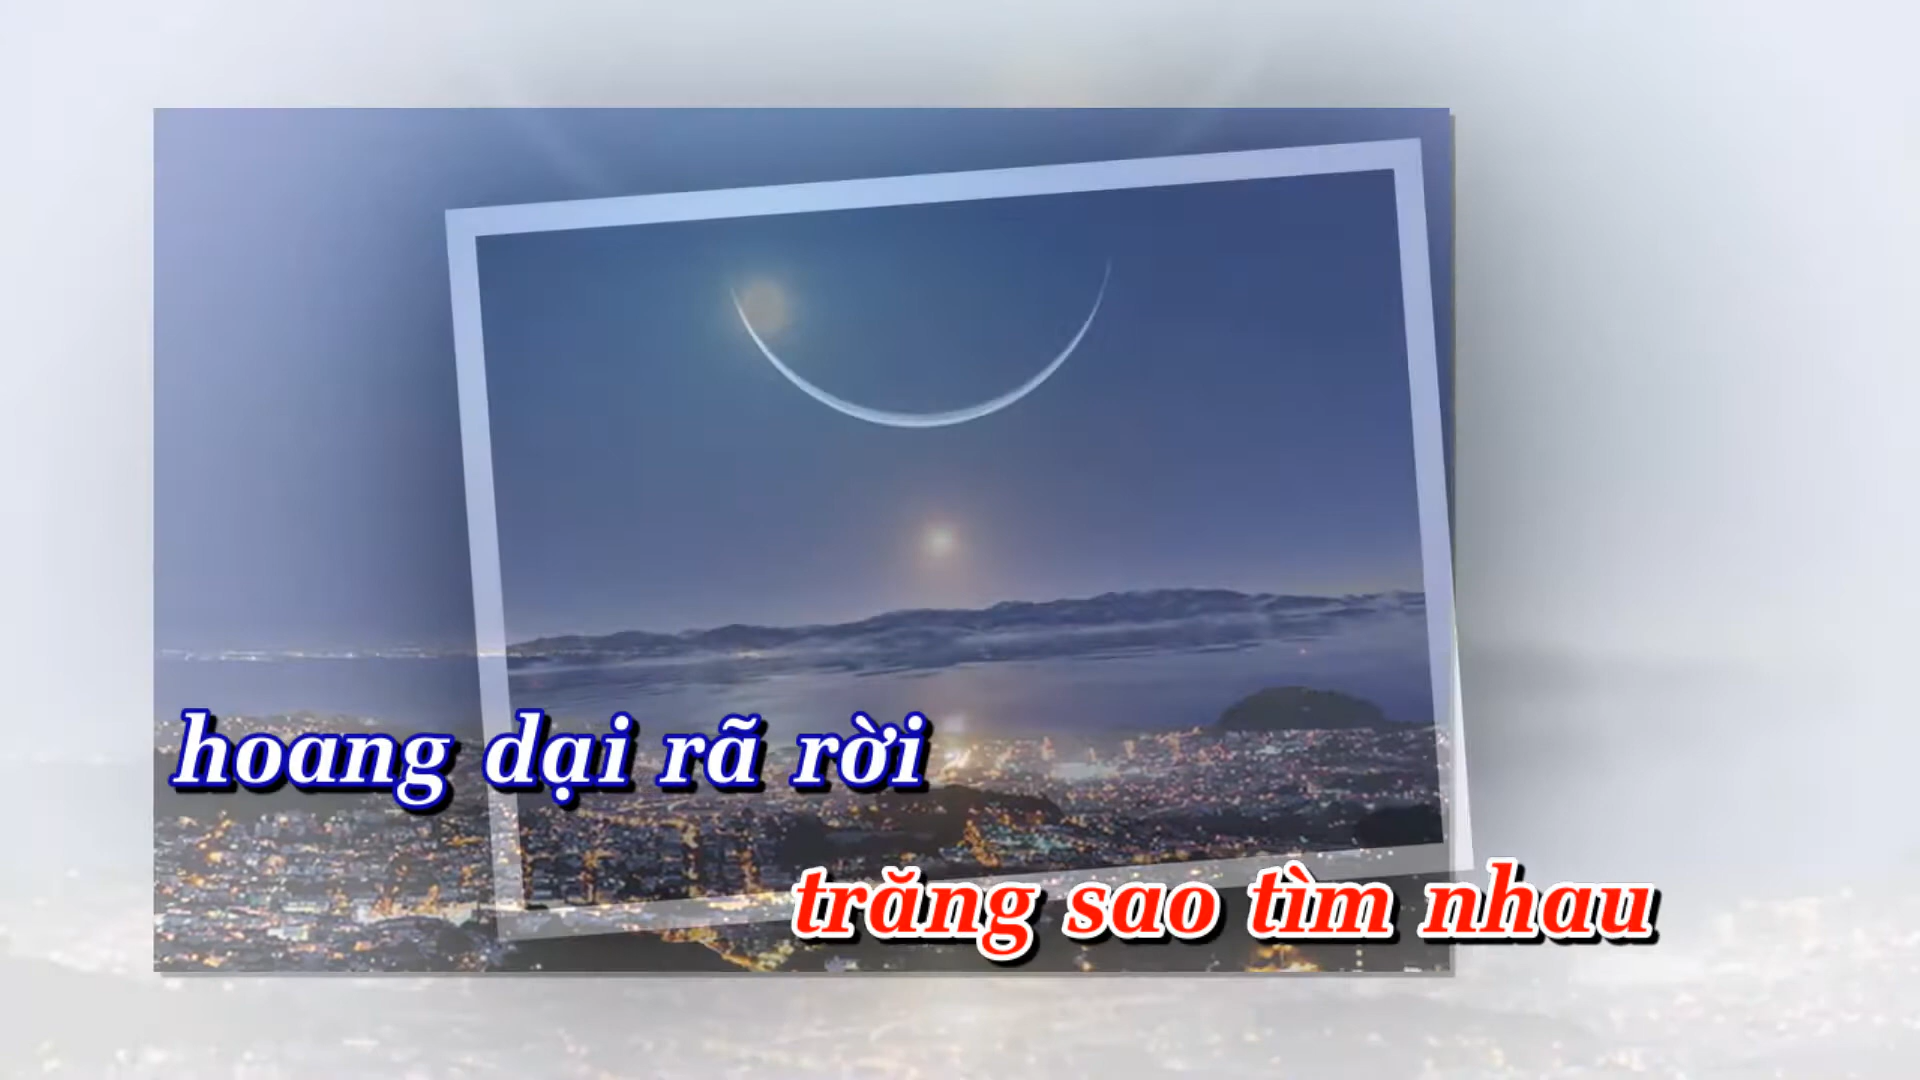 hoang dại rã rời
trăng sao tìm nhau